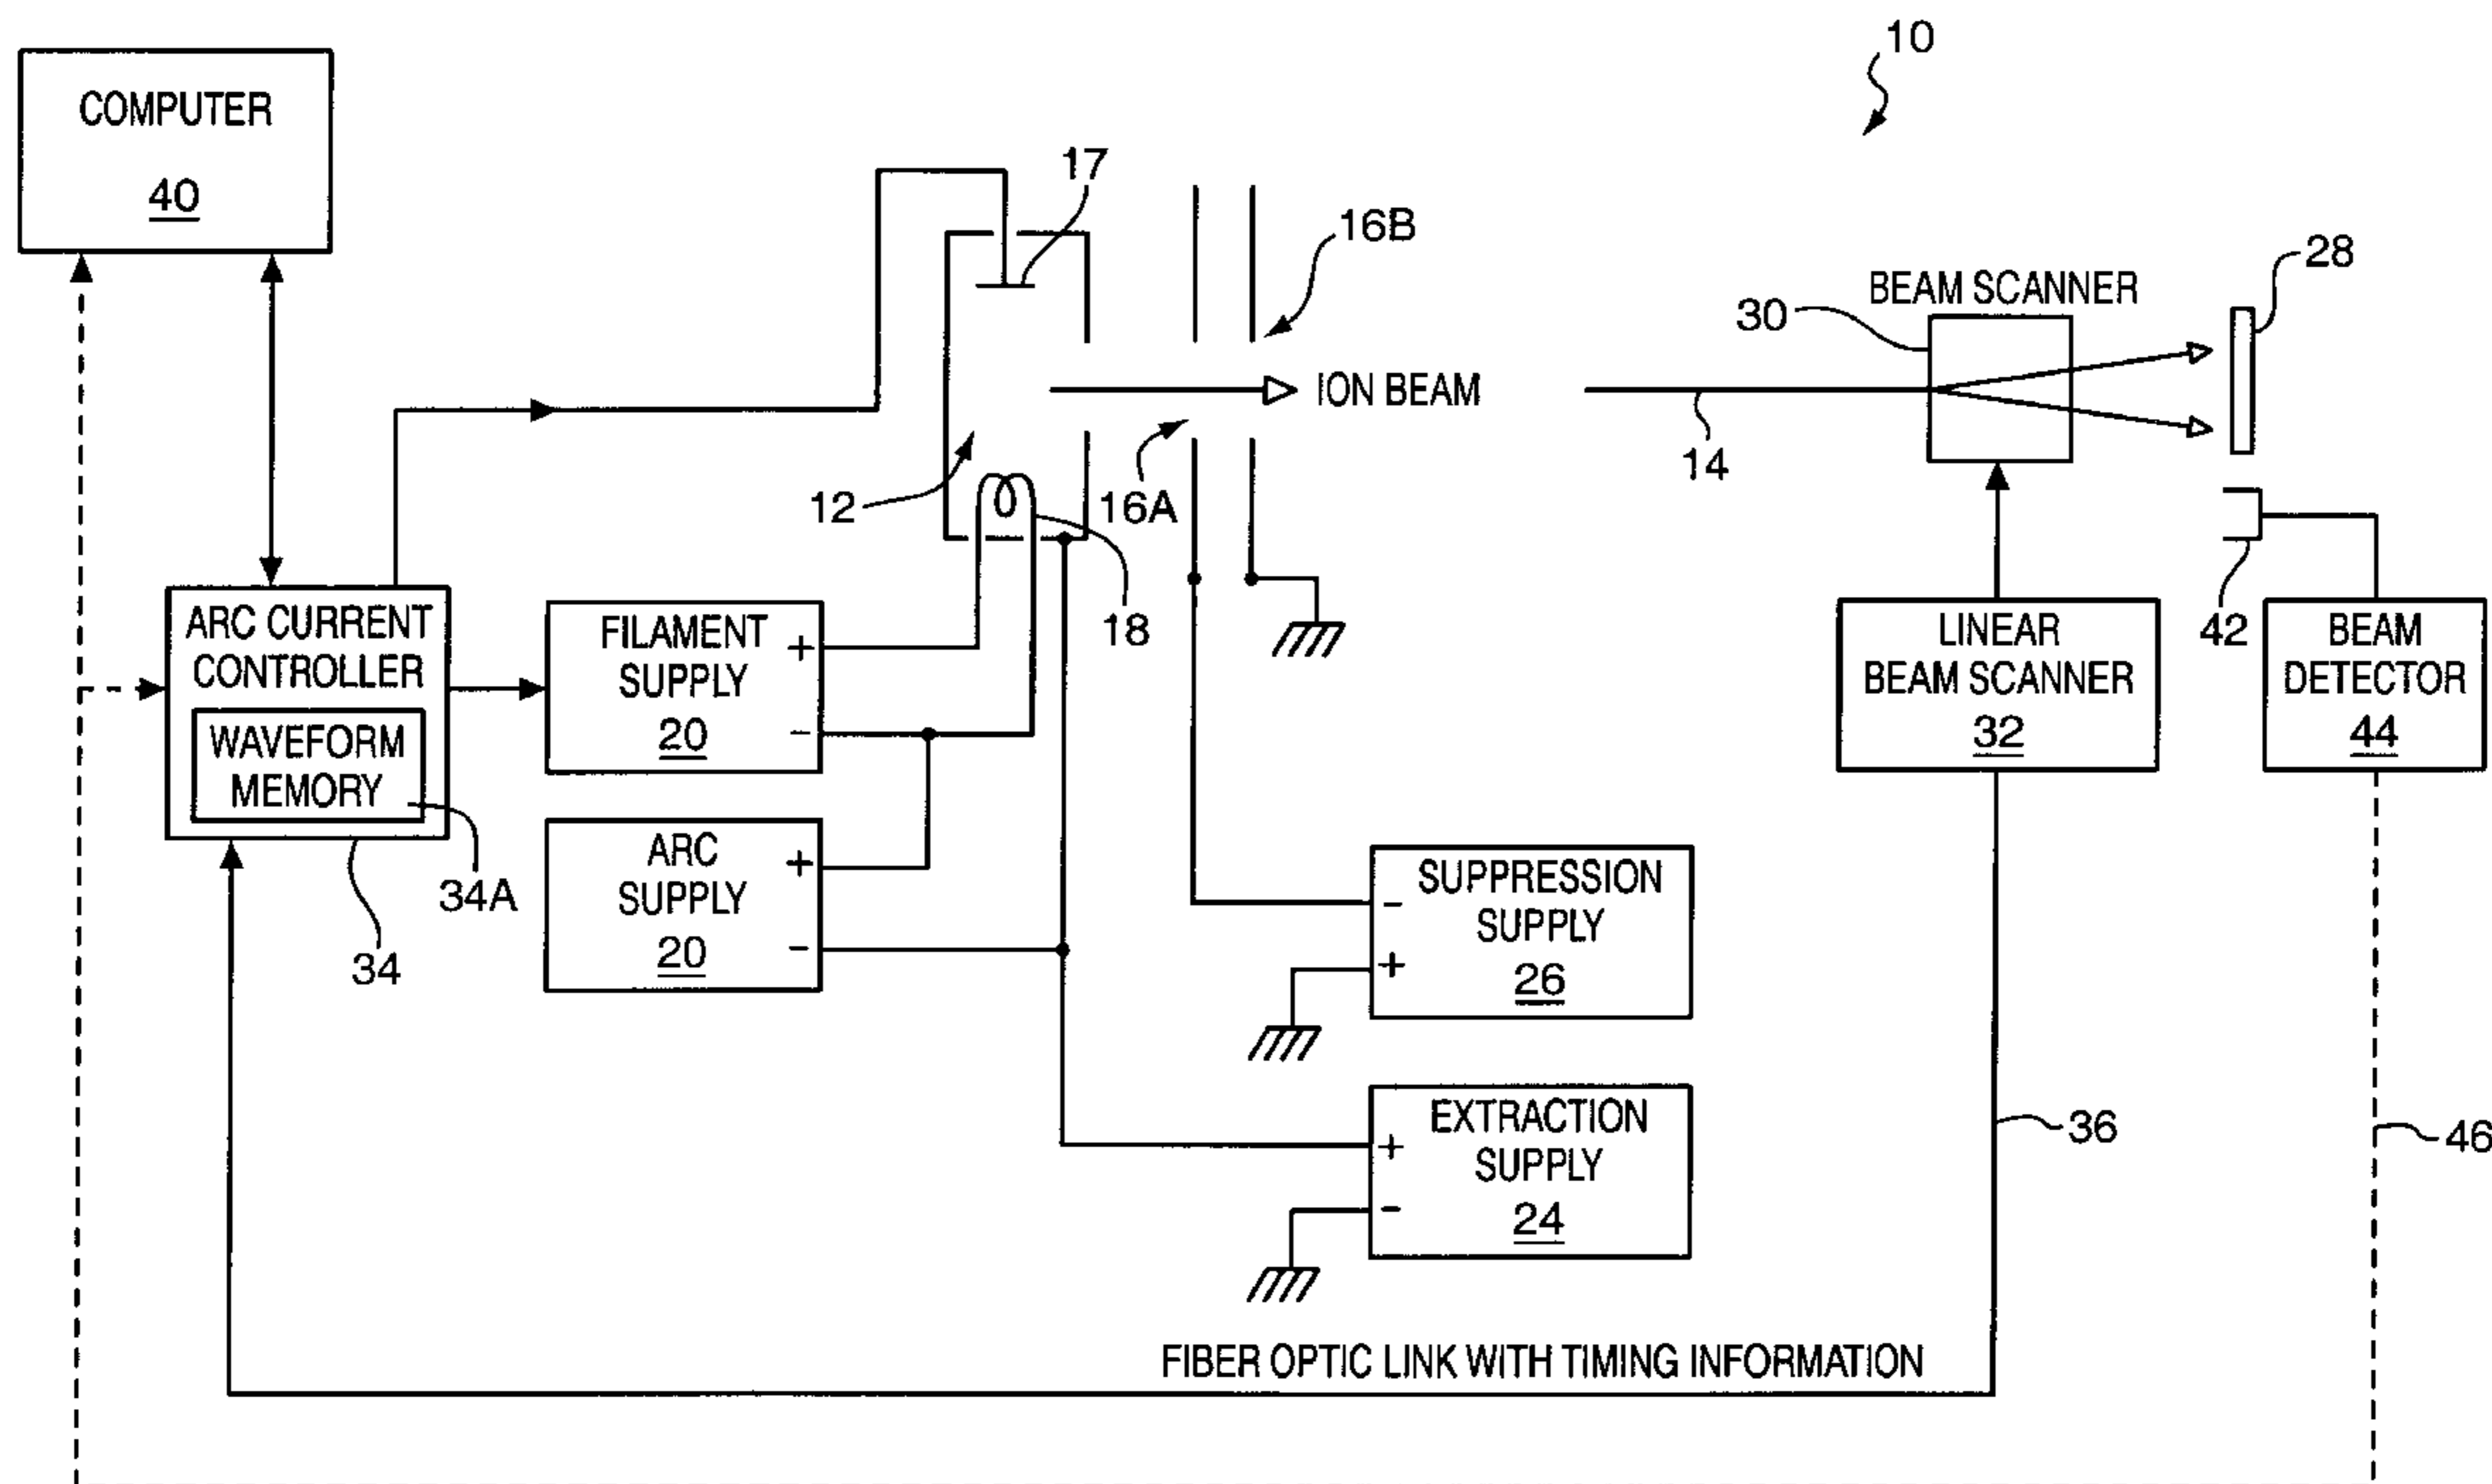 10
COMPUTER
40
17
16B
28
BEAM SCANNER
30
ION BEAM
14
12
16A
18
42
ARC CURRENT
CONTROLLER
WAVEFORM
MEMORY
34A
34
FILAMENT
SUPPLY
20
+
-
ARC
SUPPLY
20
+
-
LINEAR
BEAM SCANNER
32
BEAM
DETECTOR
44
SUPPRESSION
SUPPLY
26
-
+
EXTRACTION
SUPPLY
24
+
-
36
46
FIBER OPTIC LINK WITH TIMING INFORMATION